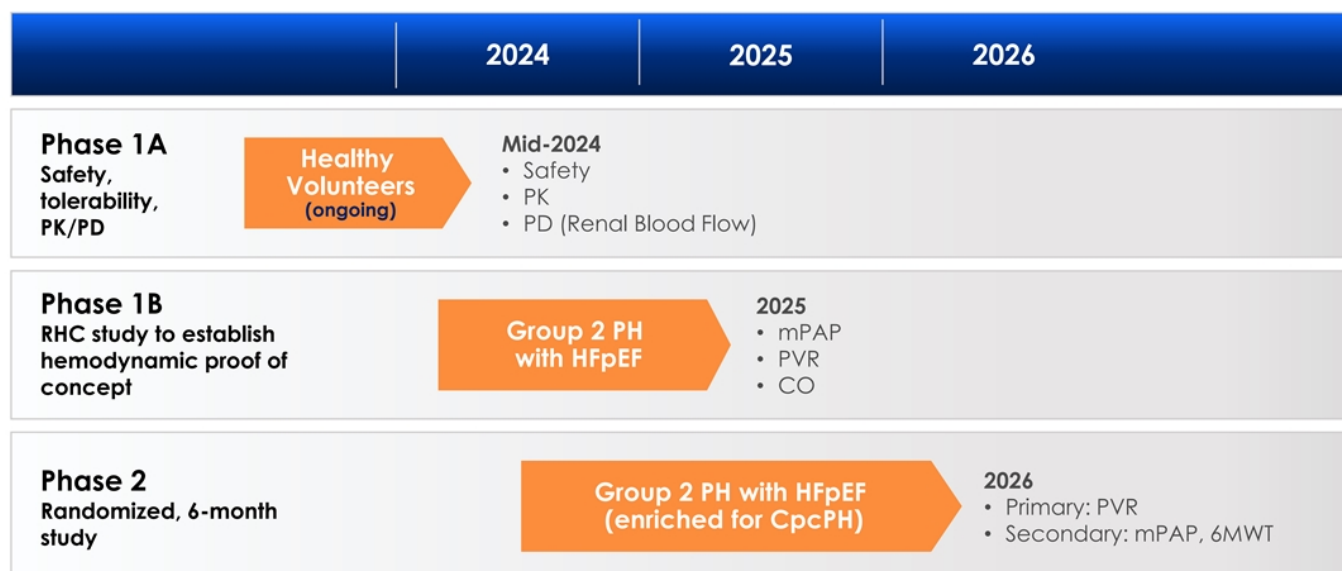 2024
2025
2026
Phase 1A
Safety,
tolerability,
PK/PD
Healthy
Volunteers
(ongoing)
Mid-2024
• Safety
• PK
• PD (Renal Blood Flow)
Phase 1B
RHC study to establish
hemodynamic proof of
concept
Group 2 PH
with HFpEF
2025
• mPAP
• PVR
• CO
Phase 2
Randomized, 6-month
study
Group 2 PH with HFpEF
(enriched for CpcPH)
2026
• Primary: PVR
• Secondary: mPAP, 6MWT